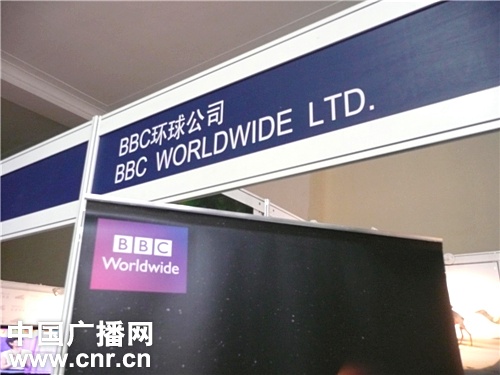 BBC环球公司
BBC WORLDWIDE LTD.
BBC
Worldwide
中国广播网
www.cnr.cn